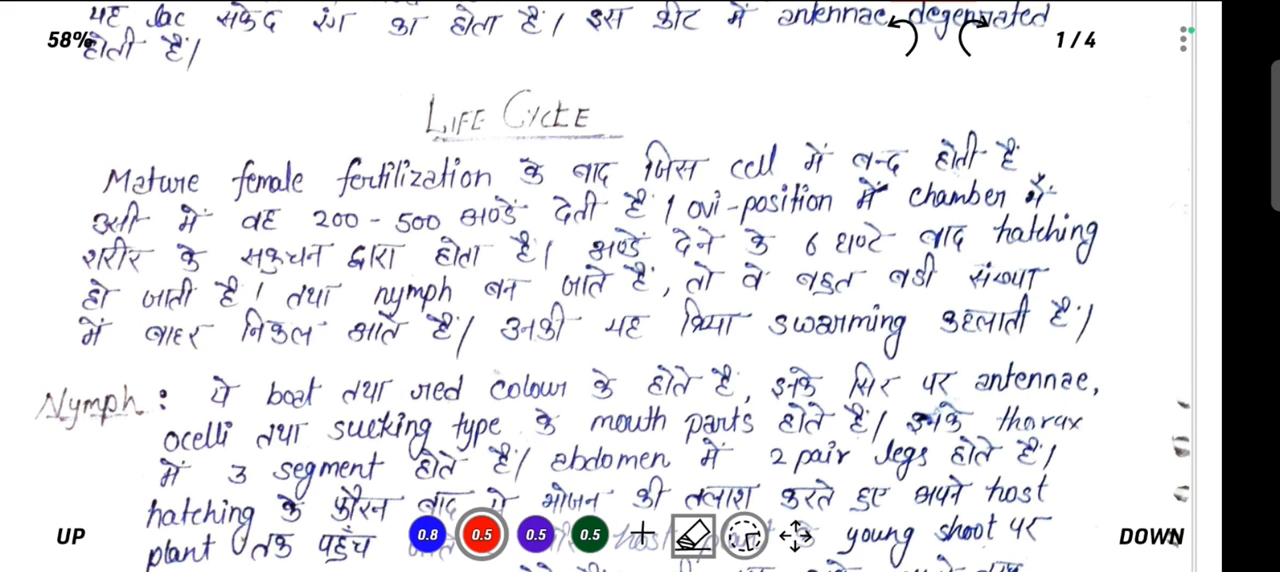 यह Lac सफेद रंग का होता है। इस कीट में antennae degenrated
58%
होती है।
1 / 4
LIFE CYCLE
Mature female fertilization के बाद जिस cell में बन्द होती है
उसी में वह 200 - 500 अण्डें देती है। ovi-position में chamber में
शरीर के सकुचन द्वारा होता है। अण्डें देने के 6 घण्टे बाद hatching
हो जाती है। तथा nymph बन जाते है, तो वे बहुत बडी संख्या
में बाहर निकल आते है। उनकी यह क्रिया swarming कहलाती है।
Nymph : ये boat तथा red colour के होते है, इनके सिर पर antennae,
ocelli तथा sucking type के mouth parts होते है। इनके thorax
में 3 segment होते है। abdomen में 2 pair legs होते है।
hatching के फौरन बाद ये भोजन की तलाश करते हुए अपने host
plant तक पहुँच host young shoot पर
UP
0.8
0.5
0.5
0.5
DOWN